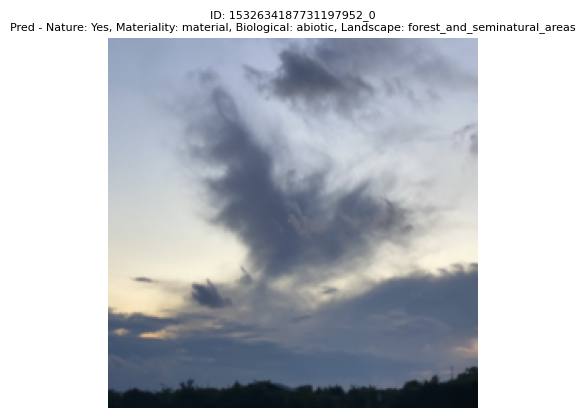 ID: 1532634187731197952_0
Pred - Nature: Yes, Materiality: material, Biological: abiotic, Landscape: forest_and_seminatural_areas